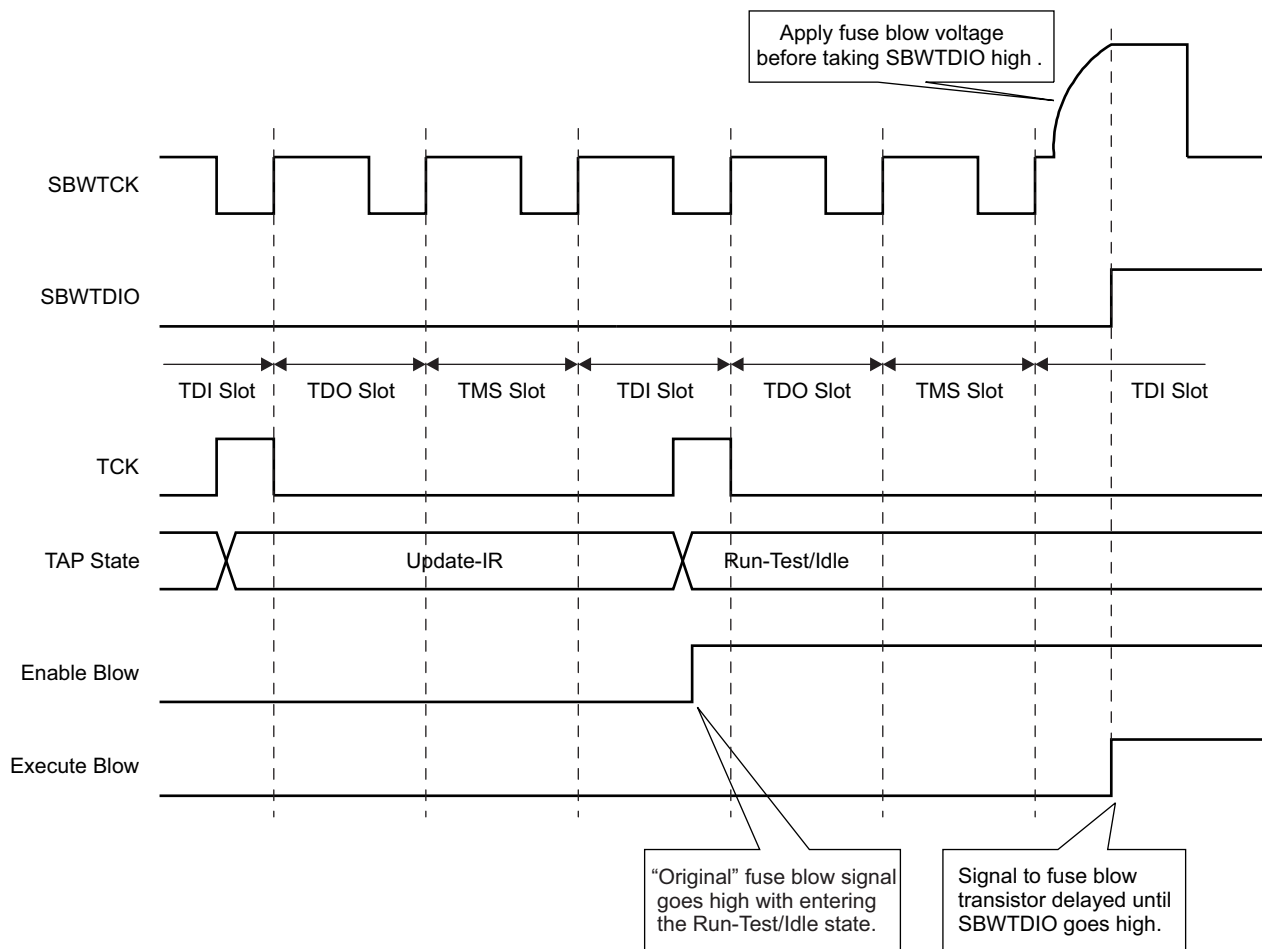 Apply fuse blow voltage
before taking SBWTDIO high .
SBWTCK
SBWTDIO
TDI Slot TDO Slot TMS Slot TDI Slot TDO Slot TMS Slot TDI Slot
TCK
TAP State Update-IR Run-Test/Idle
Enable Blow
Execute Blow
“Original” fuse blow signal
goes high with entering
the Run-Test/Idle state.
Signal to fuse blow
transistor delayed until
SBWTDIO goes high.